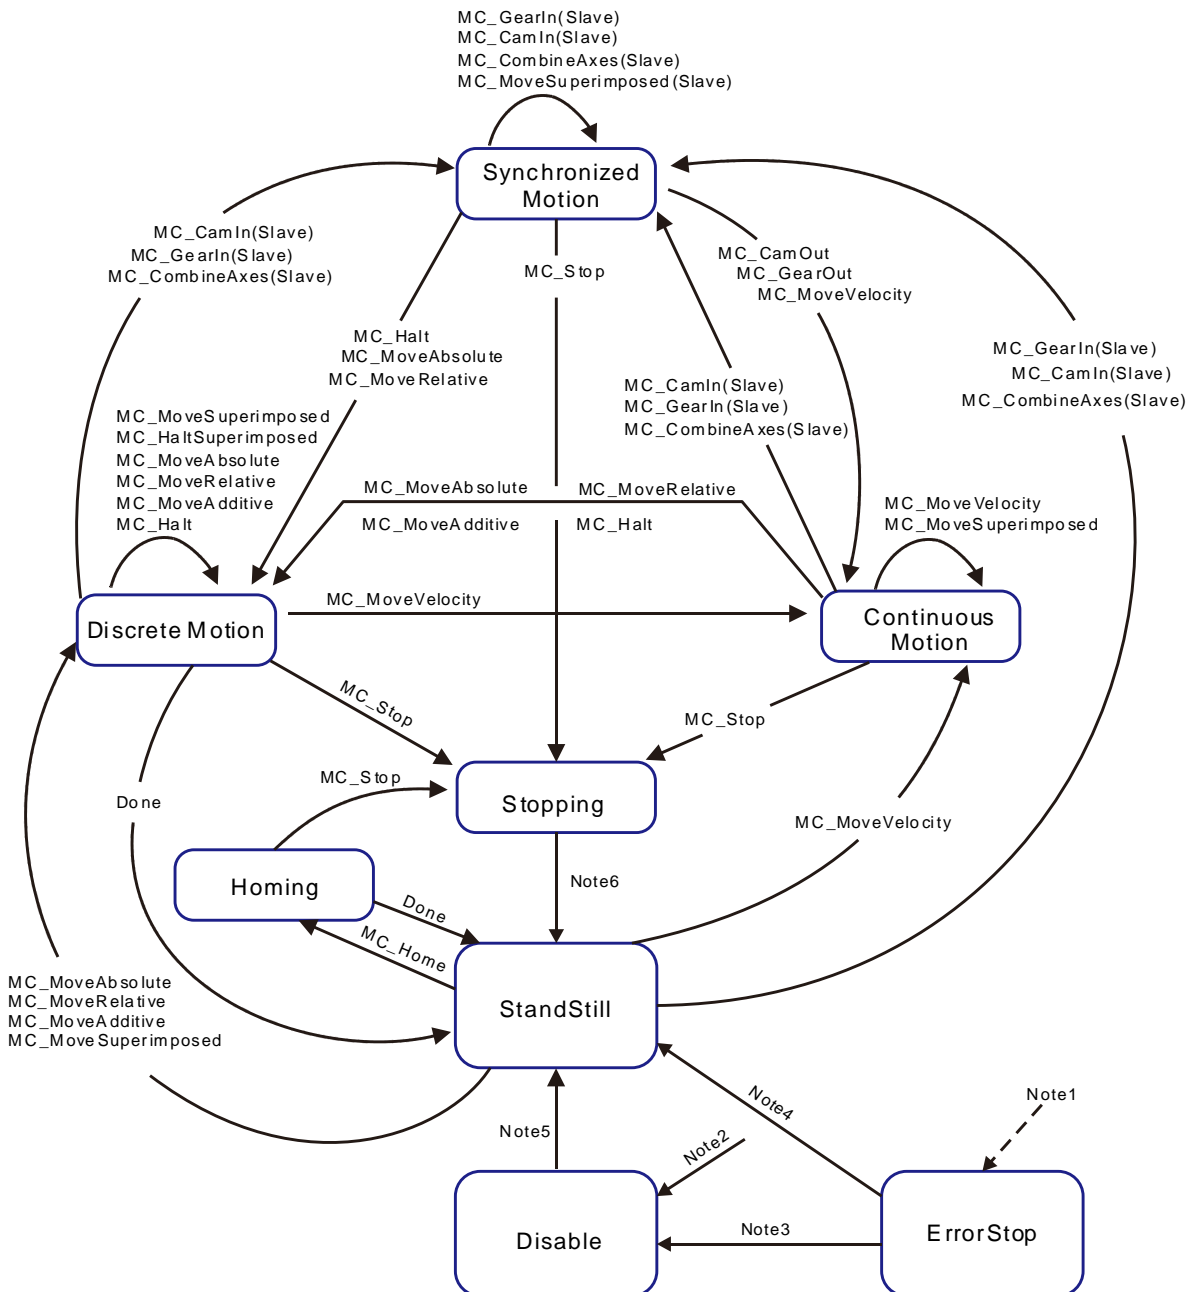 MC_GearIn(Slave)
MC_CamIn(Slave)
MC_CombineAxes(Slave)
MC_MoveSuperimposed(Slave)
Synchronized
Motion
MC_CamIn(Slave)
MC_GearIn(Slave)
MC_CombineAxes(Slave)
MC_Stop
MC_CamOut
MC_GearOut
MC_MoveVelocity
MC_Halt
MC_MoveAbsolute
MC_MoveRelative
MC_GearIn(Slave)
MC_CamIn(Slave)
MC_CombineAxes(Slave)
MC_CamIn(Slave)
MC_GearIn(Slave)
MC_CombineAxes(Slave)
MC_MoveSuperimposed
MC_HaltSuperimposed
MC_MoveAbsolute
MC_MoveRelative
MC_MoveAdditive
MC_Halt
MC_MoveAbsolute
MC_MoveRelative
MC_MoveAdditive
MC_Halt
MC_MoveVelocity
MC_MoveSuperimposed
Discrete Motion
MC_MoveVelocity
Continuous
Motion
MC_Stop
MC_Stop
MC_Stop
Stopping
Done
MC_MoveVelocity
Homing
Note6
Done
MC_Home
StandStill
MC_MoveAbsolute
MC_MoveRelative
MC_MoveAdditive
MC_MoveSuperimposed
Note4
Note1
Note5
Note2
Note3
Disable
ErrorStop